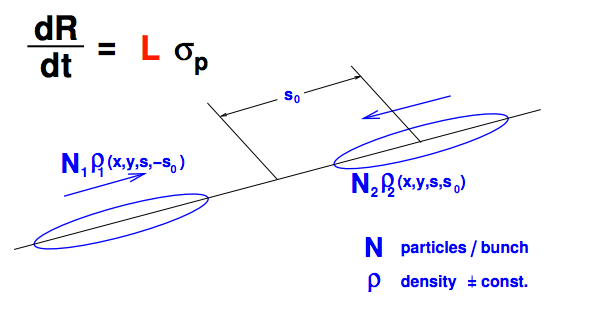 dR/dt = L σp
s₀
N₁ρ₁(x,y,s,−s₀)
N₂ρ₂(x,y,s,s₀)
N particles / bunch
ρ density ≠ const.